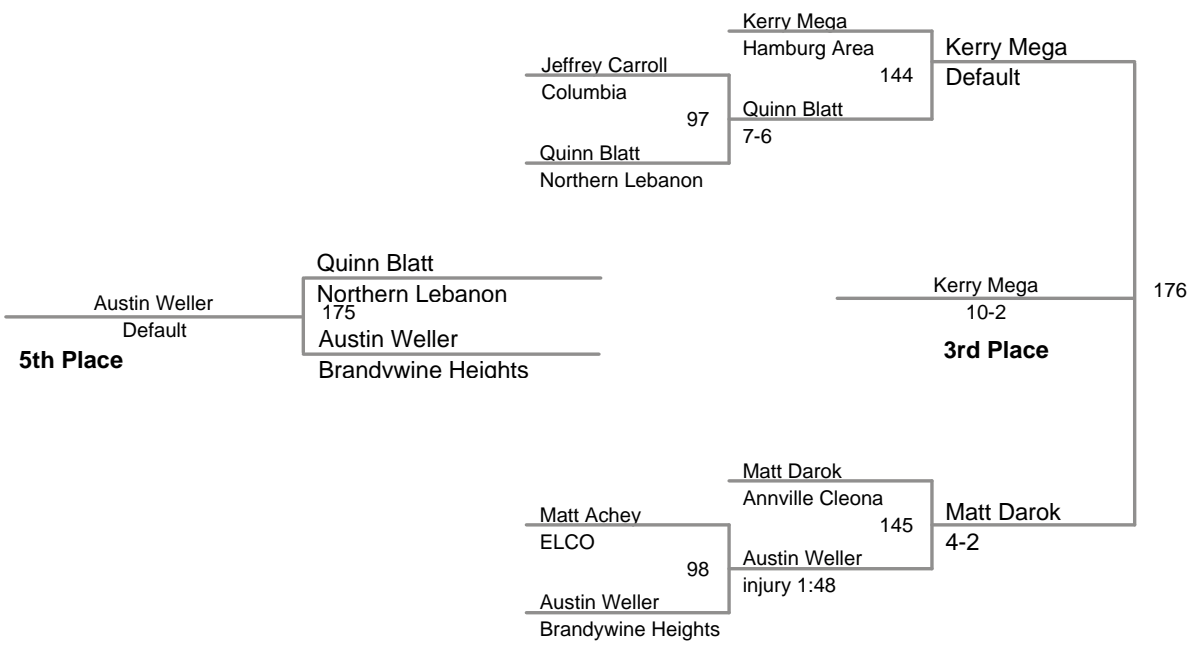 Kerry Mega
Hamburg Area
144
Kerry Mega
Default
Jeffrey Carroll
Columbia
97
Quinn Blatt
7-6
Quinn Blatt
Northern Lebanon
Quinn Blatt
Northern Lebanon
175
Austin Weller
Brandywine Heights
Austin Weller
Default
5th Place
Kerry Mega
10-2
3rd Place
176
Matt Darok
Annville Cleona
145
Matt Darok
4-2
Matt Achey
ELCO
98
Austin Weller
injury 1:48
Austin Weller
Brandywine Heights